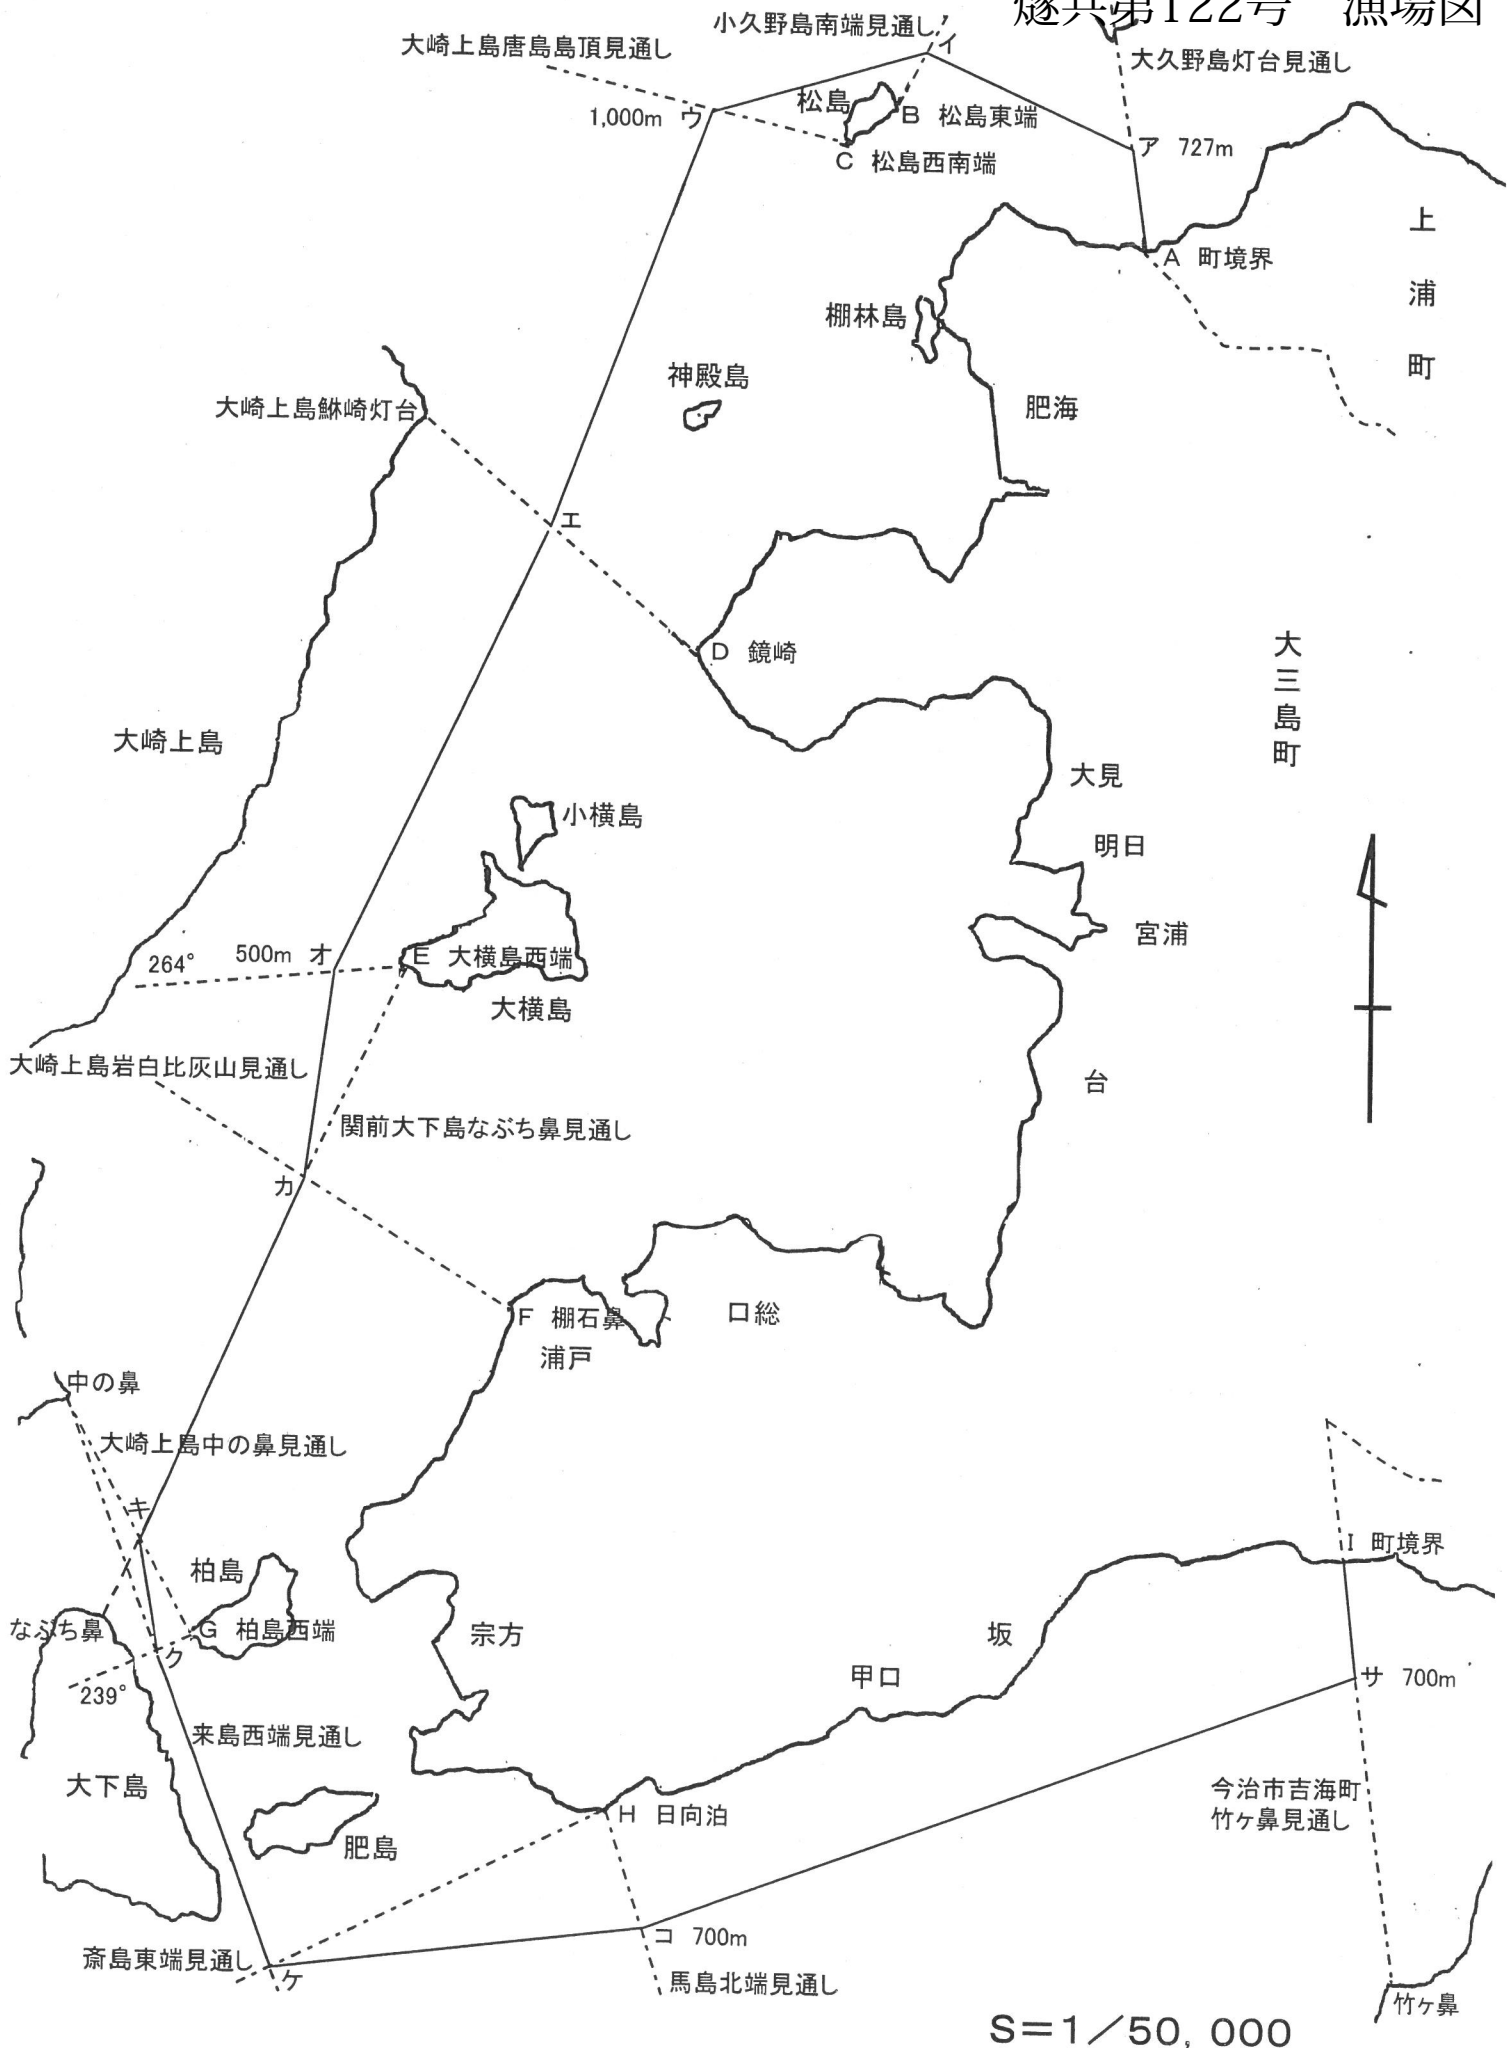 燧共第122号 漁場図
小久野島南端見通し
イ
大崎上島唐島島頂見通し
大久野島灯台見通し
松島
1,000m ウ
B 松島東端
ア 727m
C 松島西南端
上浦町
A 町境界
棚林島
神殿島
大崎上島鮴崎灯台
肥海
エ
D 鏡崎
大三島町
大崎上島
大見
小横島
明日
宮浦
264°
500m オ
E 大横島西端
大横島
大崎上島岩白比灰山見通し
台
関前大下島なぶち鼻見通し
カ
F 棚石鼻
口総
浦戸
中の鼻
大崎上島中の鼻見通し
キ
I 町境界
柏島
なぶち鼻
G 柏島西端
宗方
坂
ク
甲口
サ 700m
239°
来島西端見通し
大下島
今治市吉海町
竹ヶ鼻見通し
H 日向泊
肥島
コ 700m
斎島東端見通し
ケ
馬島北端見通し
竹ヶ鼻
S=1/50,000